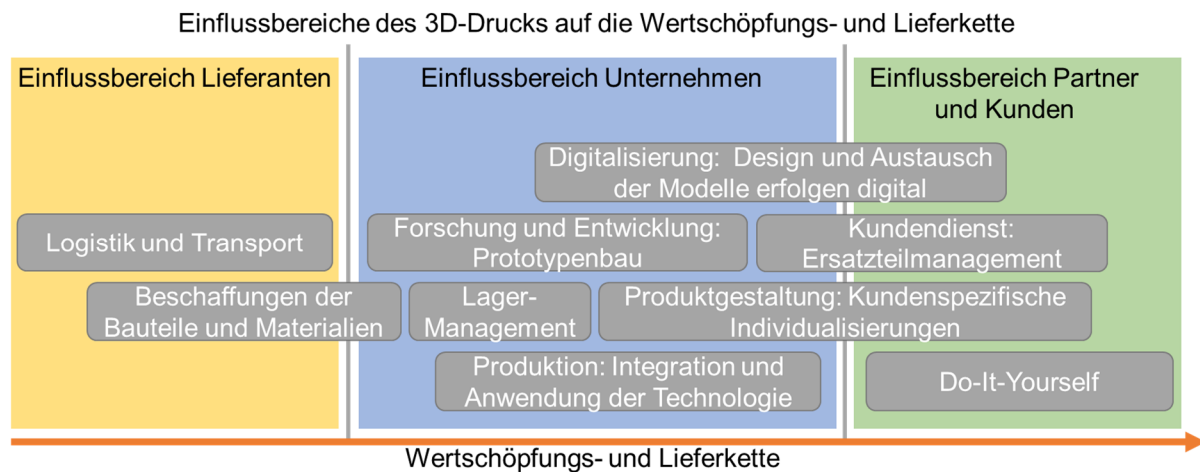 Einflussbereiche des 3D-Drucks auf die Wertschöpfungs- und Lieferkette
Einflussbereich Lieferanten
Einflussbereich Unternehmen
Einflussbereich Partner
und Kunden
Digitalisierung: Design und Austausch
der Modelle erfolgen digital
Logistik und Transport
Forschung und Entwicklung:
Prototypenbau
Kundendienst:
Ersatzteilmanagement
Beschaffungen der
Bauteile und Materialien
Lager-
Management
Produktgestaltung: Kundenspezifische
Individualisierungen
Produktion: Integration und
Anwendung der Technologie
Do-It-Yourself
Wertschöpfungs- und Lieferkette